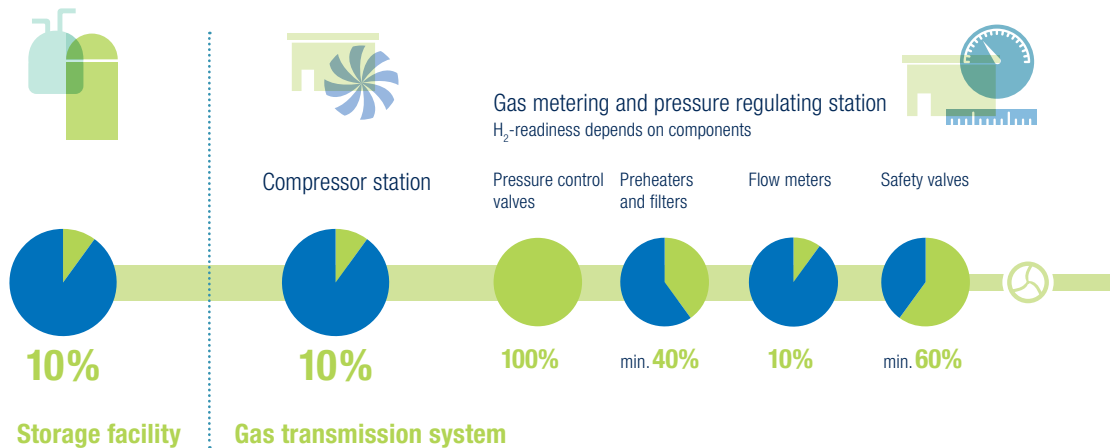 Gas metering and pressure regulating station
H₂-readiness depends on components
Compressor station
Pressure control
valves
Preheaters
and filters
Flow meters
Safety valves
10%
10%
100%
min. 40%
10%
min. 60%
Storage facility
Gas transmission system